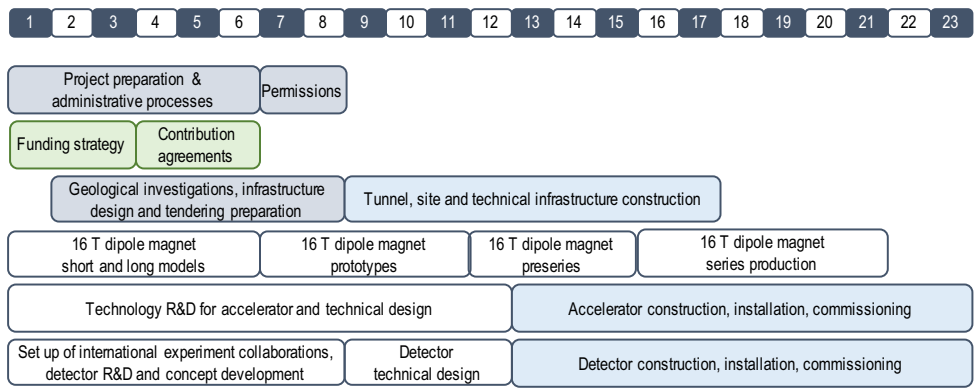 1 2 3 4 5 6 7 8 9 10 11 12 13 14 15 16 17 18 19 20 21 22 23
Project preparation &
administrative processes
Permissions
Funding strategy
Contribution
agreements
Geological investigations, infrastructure
design and tendering preparation
Tunnel, site and technical infrastructure construction
16 T dipole magnet
short and long models
16 T dipole magnet
prototypes
16 T dipole magnet
preseries
16 T dipole magnet
series production
Technology R&D for accelerator and technical design
Accelerator construction, installation, commissioning
Set up of international experiment collaborations,
detector R&D and concept development
Detector
technical design
Detector construction, installation, commissioning